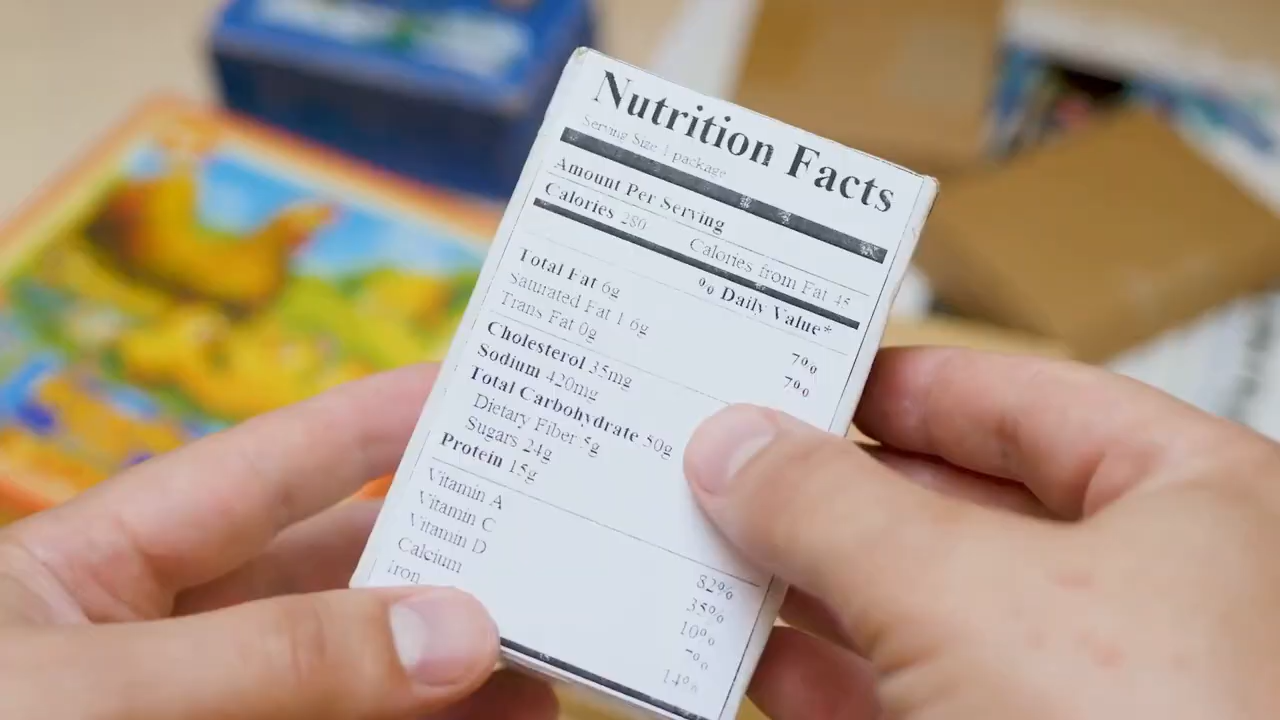 Nutrition Facts
Serving Size 1 package
Amount Per Serving
Calories 280 Calories from Fat 45
% Daily Value*
Total Fat 6g 7%
Saturated Fat 1.6g 7%
Trans Fat 0g
Cholesterol 35mg
Sodium 420mg
Total Carbohydrate 50g
Dietary Fiber 5g
Sugars 24g
Protein 15g
Vitamin A 82%
Vitamin C 35%
Vitamin D 10%
Calcium
Iron 14%